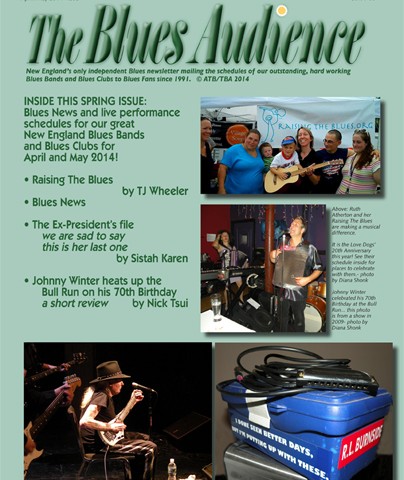 The Blues Audience
New England's only independent Blues newsletter mailing the schedules of our outstanding, hard working
Blues Bands and Blues Clubs to Blues Fans since 1991. © ATB/TBA 2014
INSIDE THIS SPRING ISSUE:
Blues News and live performance
schedules for our great
New England Blues Bands
and Blues Clubs for
April and May 2014!
• Raising The Blues
by TJ Wheeler
• Blues News
• The Ex-President's file
we are sad to say
this is her last one
by Sistah Karen
• Johnny Winter heats up the
Bull Run on his 70th Birthday
a short review by Nick Tsui
RAISING THE BLUES.ORG
Above: Ruth
Atherton and her
Raising The Blues
are making a
musical
difference.
It is the Love Dogs'
20th Anniversary
this year! See their
schedule inside for
places to celebrate
with them.- photo
by Diana Shonk
Johnny Winter
celebrated his 70th
Birthday at the Bull
Run... this photo
is from a show in
2009- photo by
Diana Shonk
I DONE SEEN BETTER DAYS,
BUT I'M PUTTING UP WITH THESE.
R.L. BURNSIDE